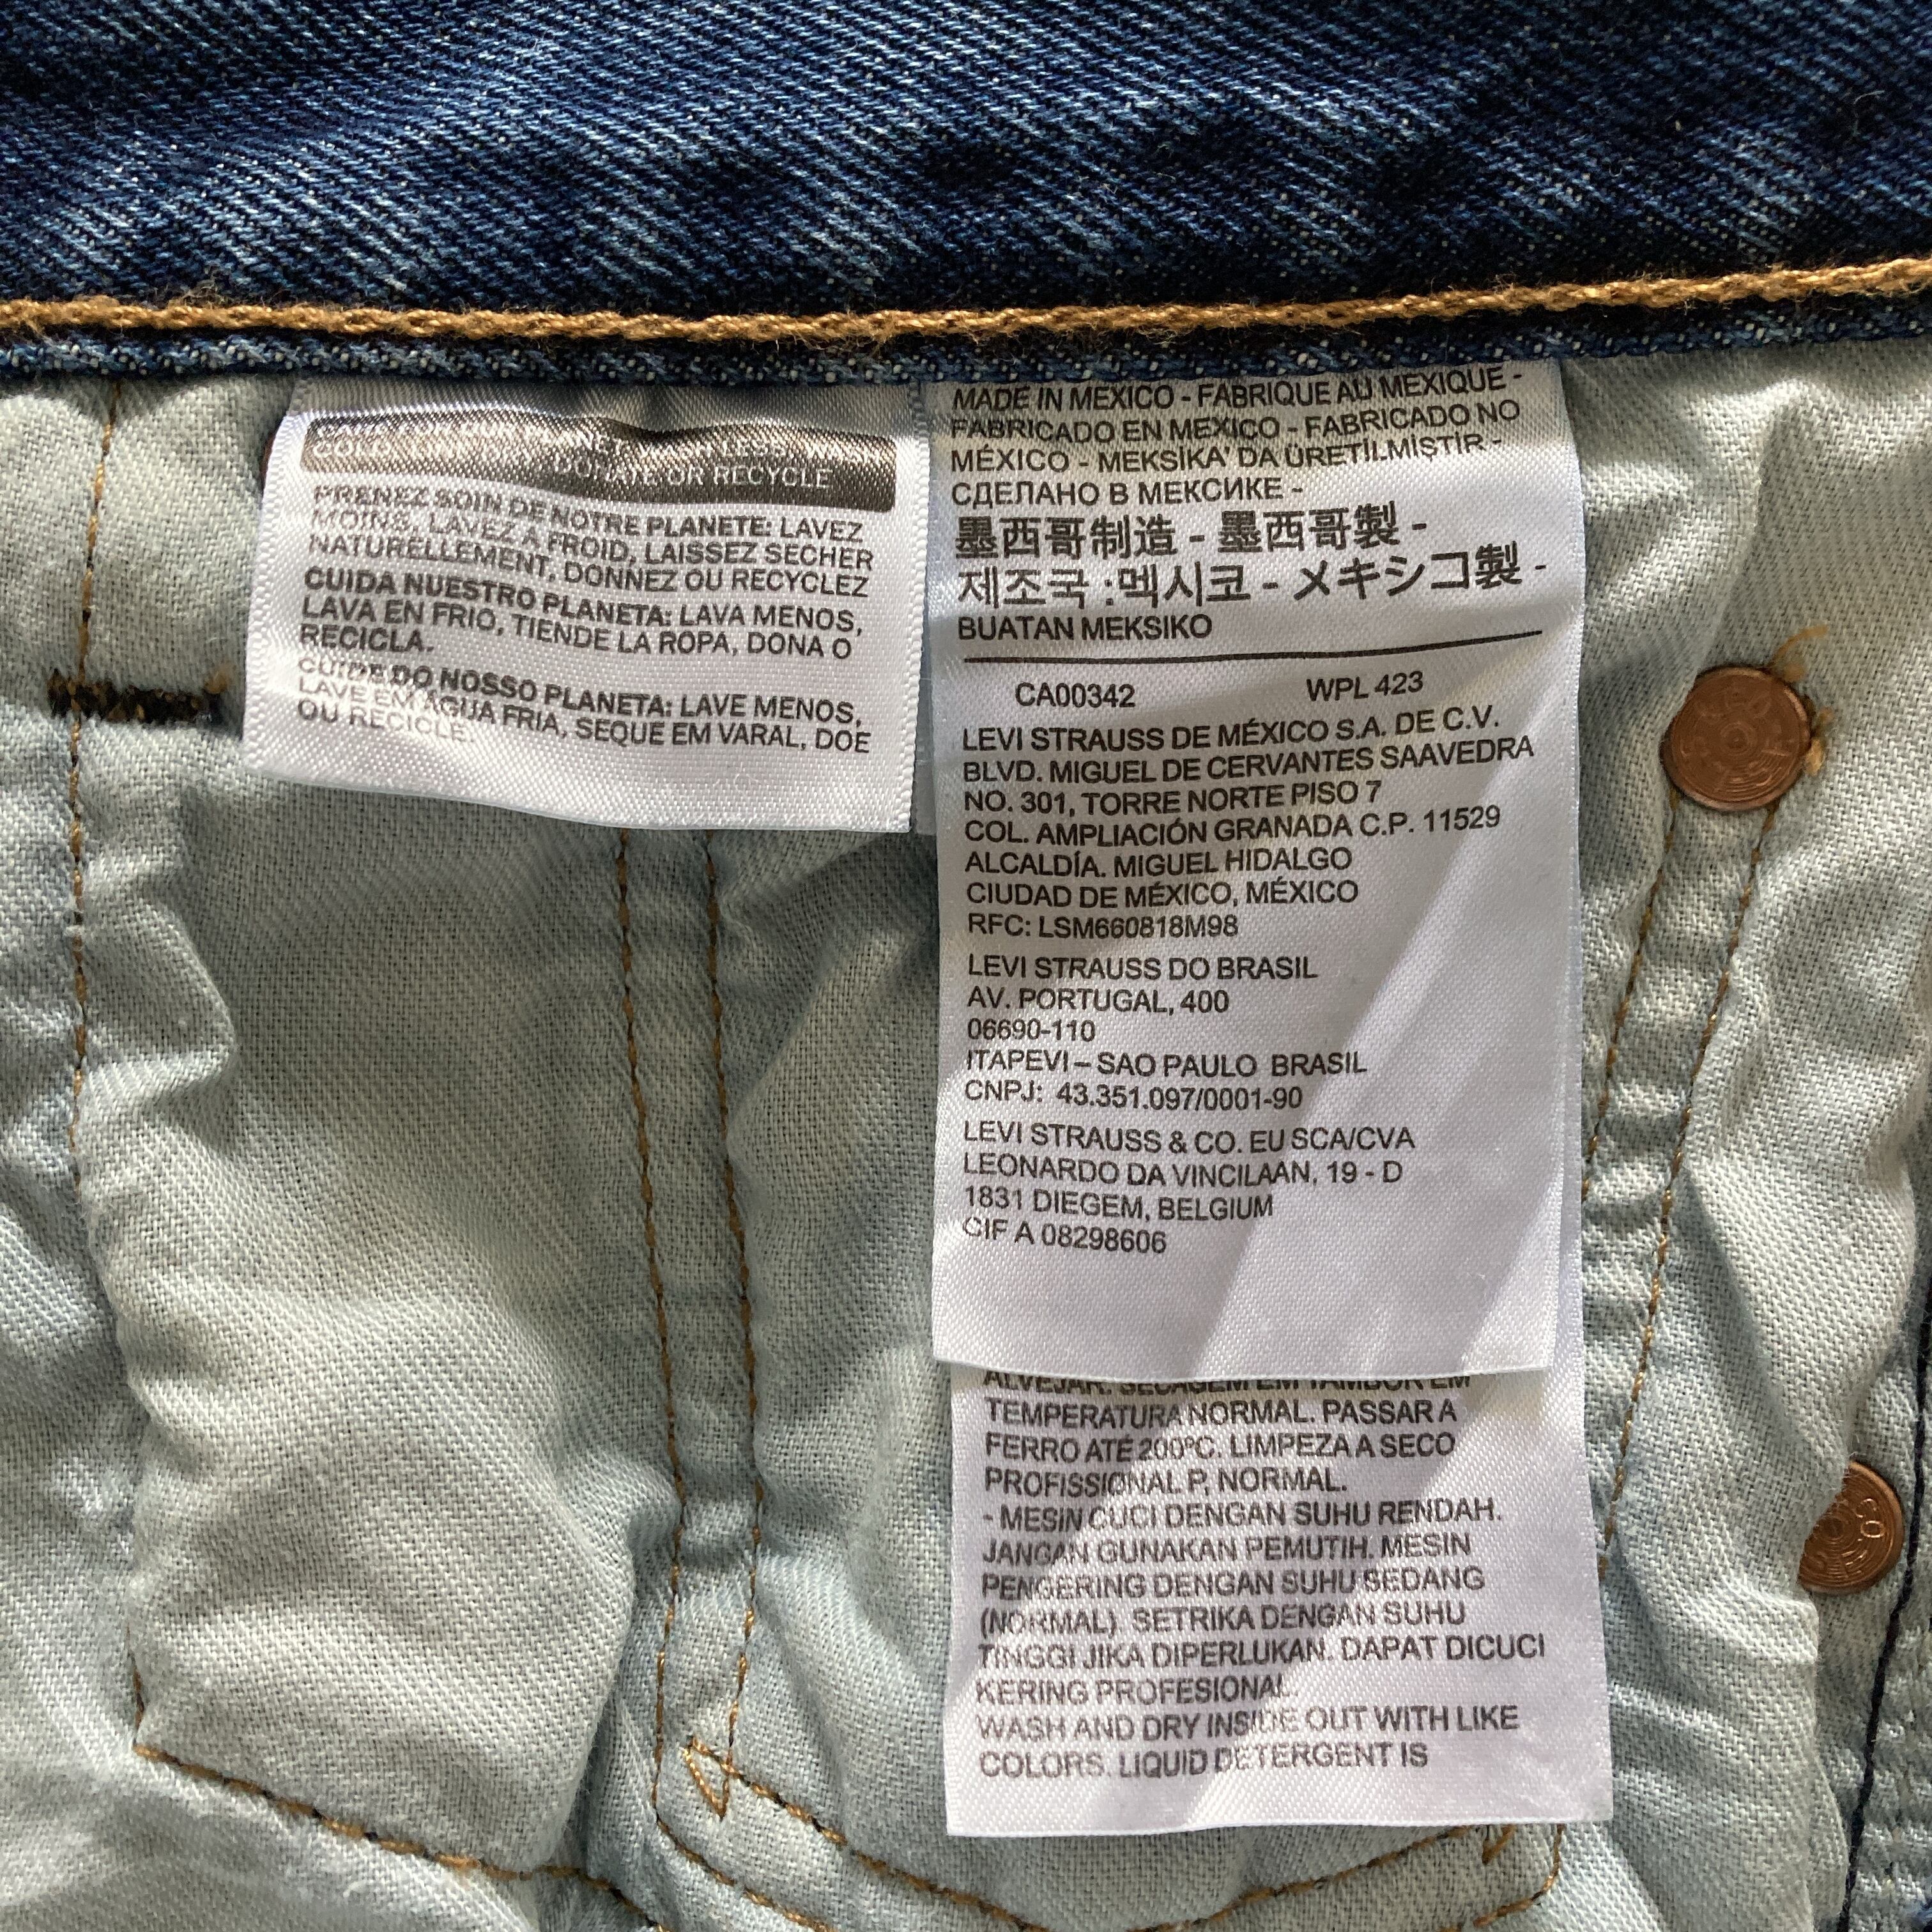 DONATE OR RECYCLE
PRENEZ SOIN DE NOTRE PLANETE: LAVEZ
MOINS, LAVEZ A FROID, LAISSEZ SECHER
NATURELLEMENT, DONNEZ OU RECYCLEZ
CUIDA NUESTRO PLANETA: LAVA MENOS,
LAVA EN FRIO, TIENDE LA ROPA, DONA O
RECICLA.
CUIDE DO NOSSO PLANETA: LAVE MENOS,
LAVE EM AGUA FRIA, SEQUE EM VARAL, DOE
OU RECICLE.
MADE IN MEXICO - FABRIQUE AU MEXIQUE -
FABRICADO EN MEXICO - FABRICADO NO
MÉXICO - MEKSİKA' DA ÜRETİLMİŞTİR -
СДЕЛАНО В МЕКСИКЕ -
墨西哥制造 - 墨西哥製 -
제조국 :멕시코 - メキシコ製 -
BUATAN MEKSIKO
CA00342 WPL 423
LEVI STRAUSS DE MÉXICO S.A. DE C.V.
BLVD. MIGUEL DE CERVANTES SAAVEDRA
NO. 301, TORRE NORTE PISO 7
COL. AMPLIACIÓN GRANADA C.P. 11529
ALCALDÍA. MIGUEL HIDALGO
CIUDAD DE MÉXICO, MÉXICO
RFC: LSM660818M98
LEVI STRAUSS DO BRASIL
AV. PORTUGAL, 400
06690-110
ITAPEVI – SAO PAULO BRASIL
CNPJ: 43.351.097/0001-90
LEVI STRAUSS & CO. EU SCA/CVA
LEONARDO DA VINCILAAN, 19 - D
1831 DIEGEM, BELGIUM
CIF A 08298606
ALVEJAR. SECAGEM EM TAMBOR EM
TEMPERATURA NORMAL. PASSAR A
FERRO ATÉ 200ºC. LIMPEZA A SECO
PROFISSIONAL P, NORMAL.
- MESIN CUCI DENGAN SUHU RENDAH.
JANGAN GUNAKAN PEMUTIH. MESIN
PENGERING DENGAN SUHU SEDANG
(NORMAL). SETRIKA DENGAN SUHU
TINGGI JIKA DIPERLUKAN. DAPAT DICUCI
KERING PROFESIONAL.
WASH AND DRY INSIDE OUT WITH LIKE
COLORS. LIQUID DETERGENT IS